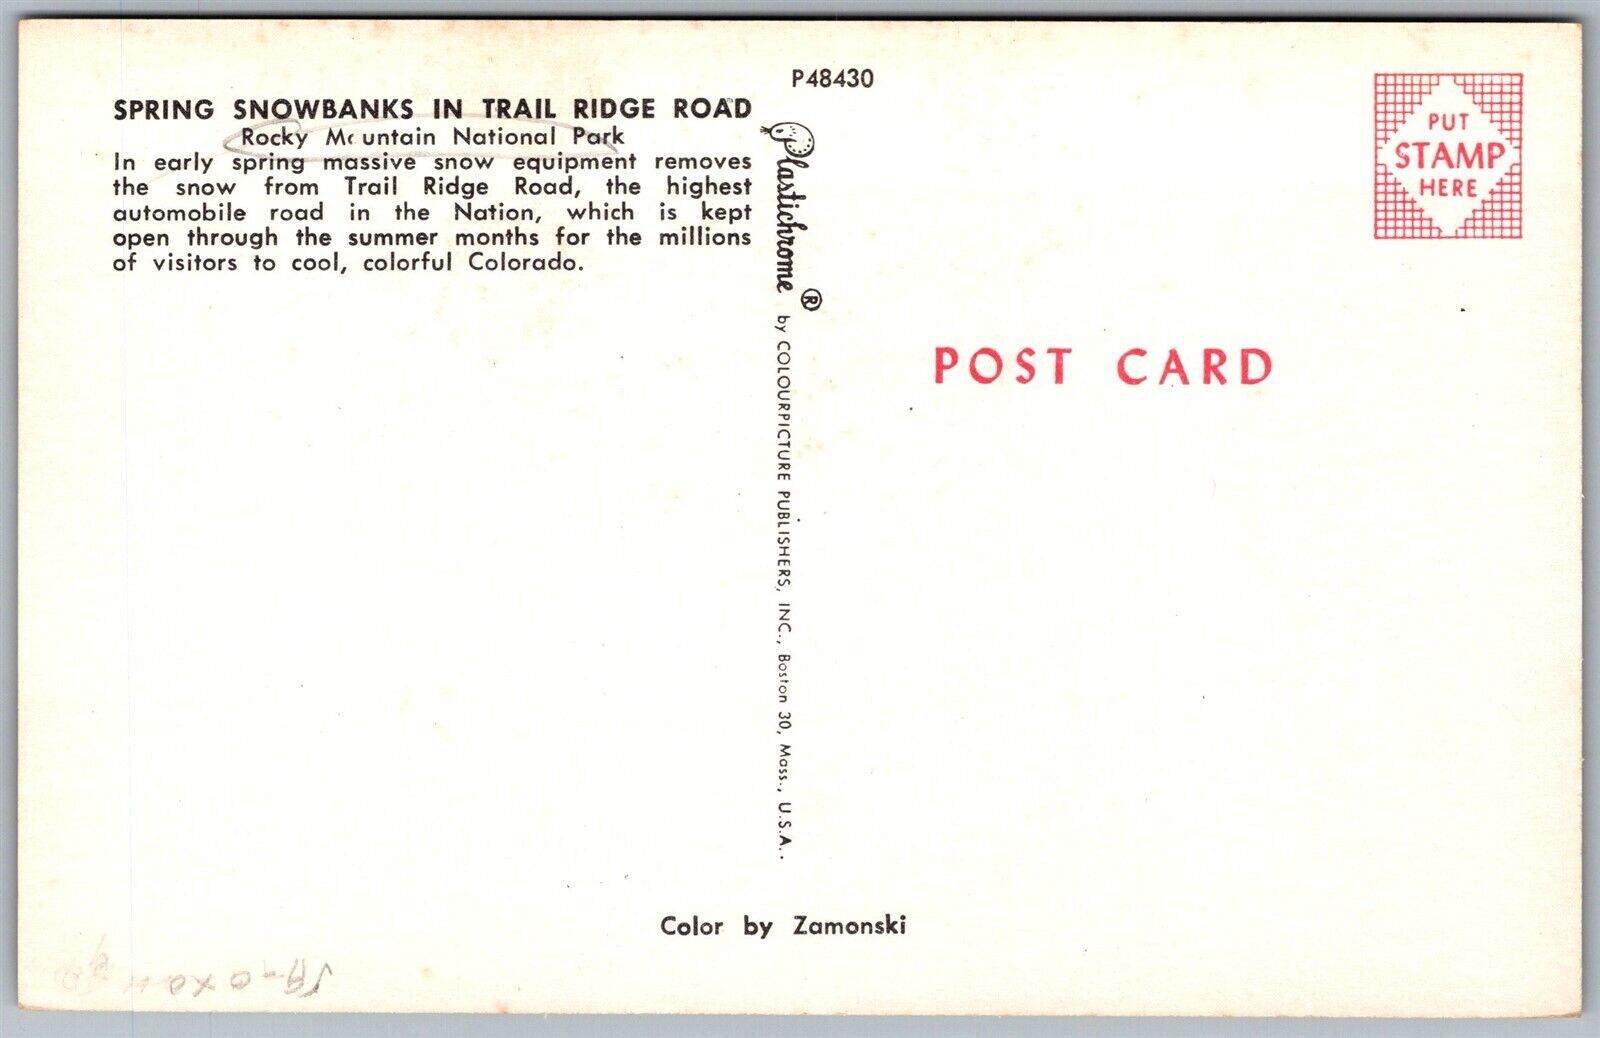 P48430
SPRING SNOWBANKS IN TRAIL RIDGE ROAD
Rocky Mountain National Park
In early spring massive snow equipment removes
the snow from Trail Ridge Road, the highest
automobile road in the Nation, which is kept
open through the summer months for the millions
of visitors to cool, colorful Colorado.
Plastichrome ® by COLOURPICTURE PUBLISHERS, INC., Boston 30, Mass., U.S.A.
PUT
STAMP
HERE
POST CARD
Color by Zamonski